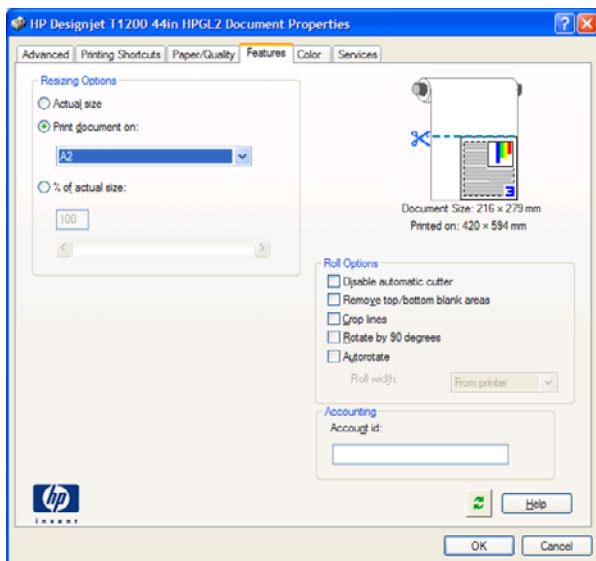 HP Designjet T1200 44in HPGL2 Document Properties
Advanced Printing Shortcuts Paper/Quality Features Color Services
Resizing Options
Actual size
Print document on:
A2
% of actual size:
100
3
Document Size: 216 × 279 mm
Printed on: 420 × 594 mm
Roll Options
Disable automatic cutter
Remove top/bottom blank areas
Crop lines
Rotate by 90 degrees
Autorotate
Roll width: From printer
Accounting
Account id:
hp
invent
Help
OK Cancel